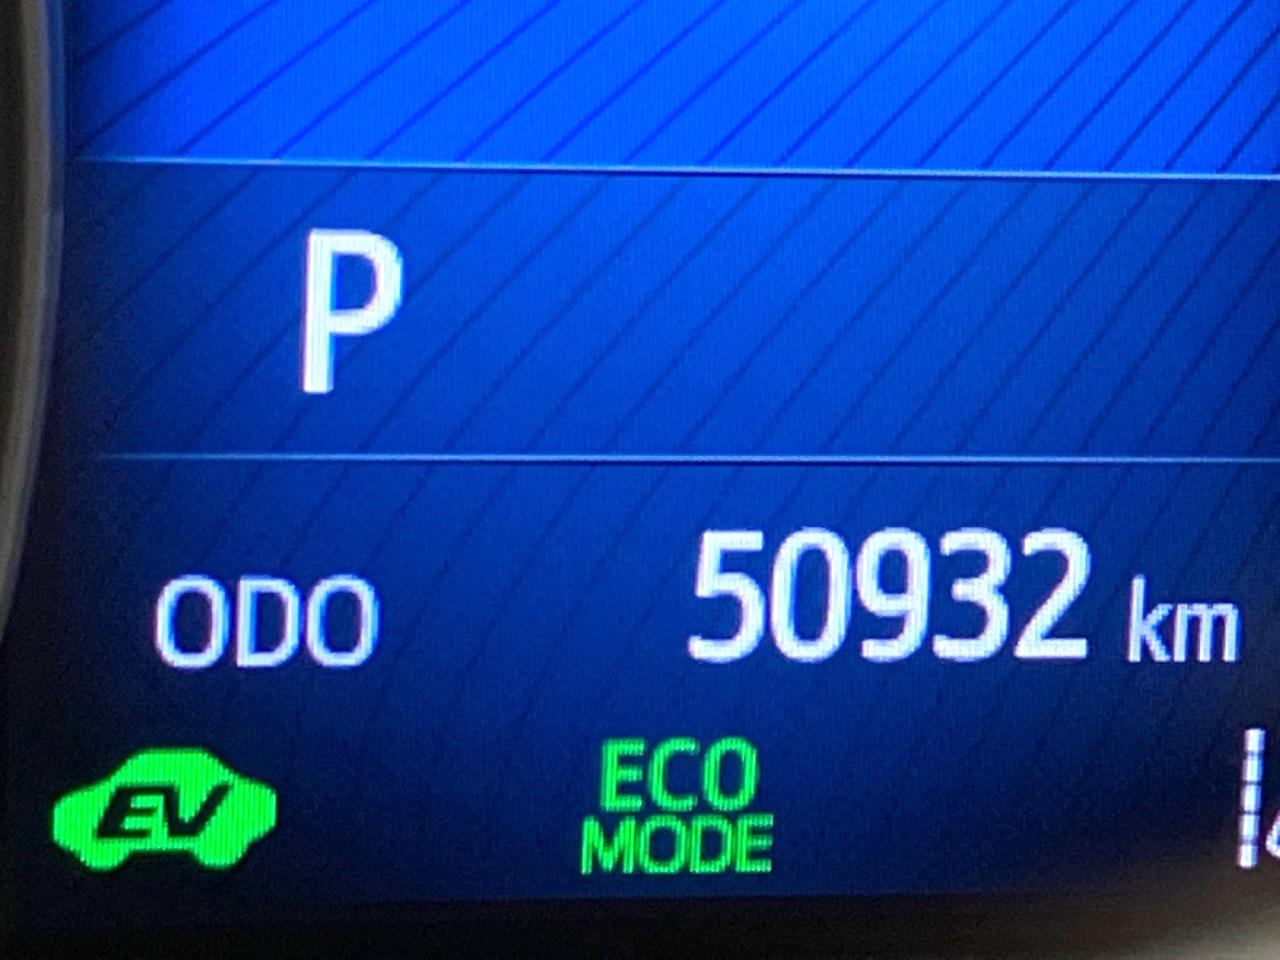 P
ODO 50932 km
EV ECO
MODE